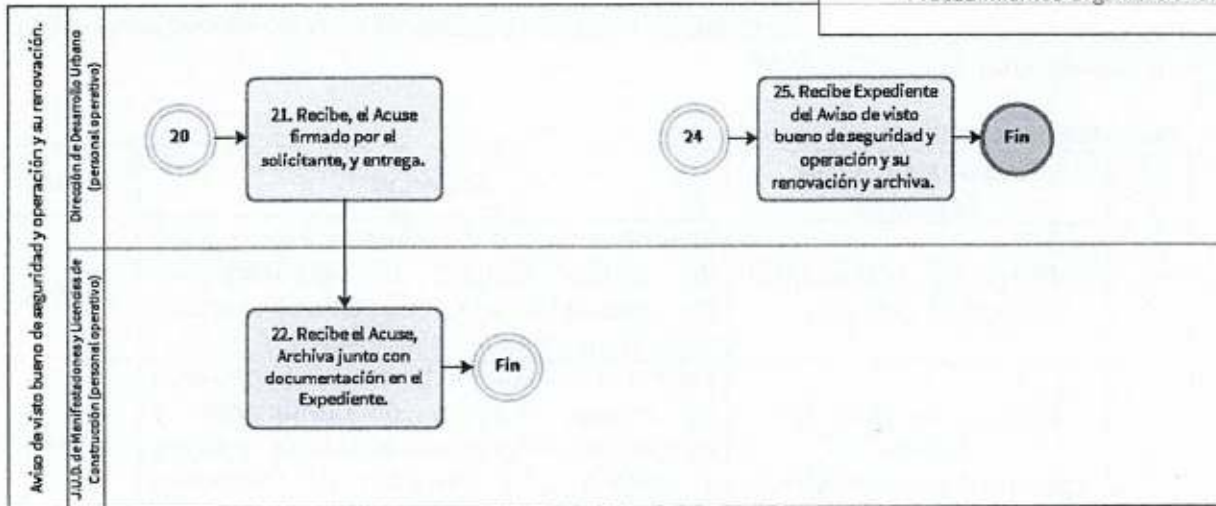 Aviso de visto bueno de seguridad y operación y su renovación.
Dirección de Desarrollo Urbano
(personal operativo)
20
21. Recibe, el Acuse
firmado por el
solicitante, y entrega.
24
25. Recibe Expediente
del Aviso de visto
bueno de seguridad y
operación y su
renovación y archiva.
Fin
J.U.D. de Manifestaciones y Licencias de
Construcción (personal operativo)
22. Recibe el Acuse,
Archiva junto con
documentación en el
Expediente.
Fin